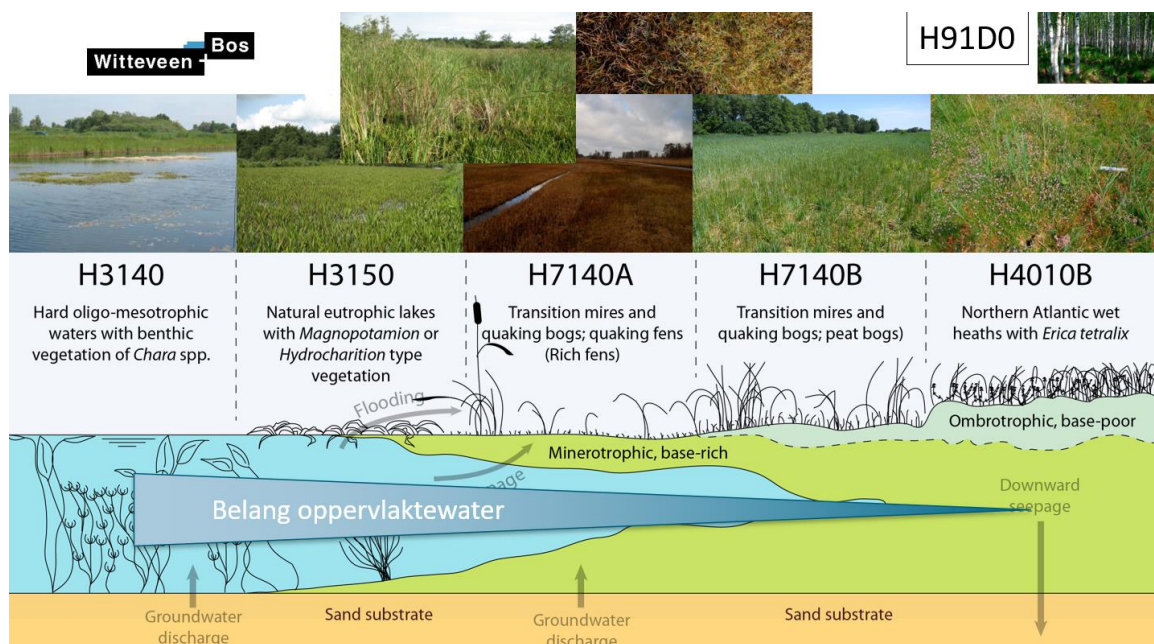 Witteveen + Bos
H91D0
H3140
Hard oligo-mesotrophic
waters with benthic
vegetation of Chara spp.
H3150
Natural eutrophic lakes
with Magnopotamion or
Hydrocharition type
vegetation
H7140A
Transition mires and
quaking bogs; quaking fens
(Rich fens)
H7140B
Transition mires and
quaking bogs; peat bogs)
H4010B
Northern Atlantic wet
heaths with Erica tetralix
Flooding
Ombrotrophic, base-poor
Minerotrophic, base-rich
Belang oppervlaktewater
Downward
seepage
Groundwater
discharge
Sand substrate
Groundwater
discharge
Sand substrate